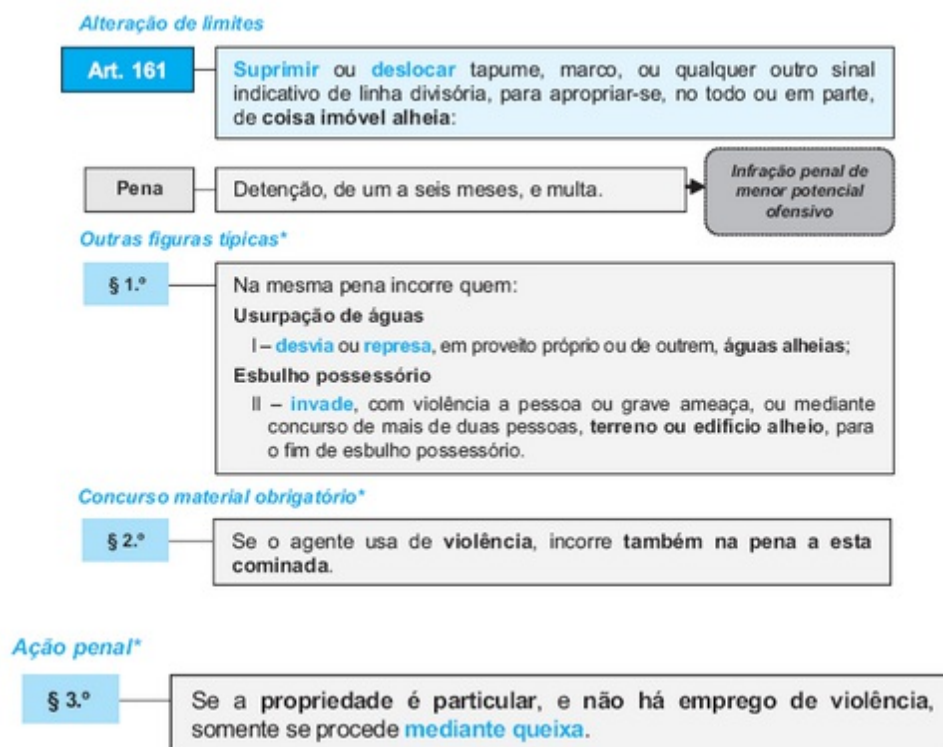 Alteração de limites
Art. 161
Suprimir ou deslocar tapume, marco, ou qualquer outro sinal
indicativo de linha divisória, para apropriar-se, no todo ou em parte,
de coisa imóvel alheia:
Pena
Detenção, de um a seis meses, e multa.
Infração penal de
menor potencial
ofensivo
Outras figuras típicas*
§ 1.º
Na mesma pena incorre quem:
Usurpação de águas
I – desvia ou represa, em proveito próprio ou de outrem, águas alheias;
Esbulho possessório
II – invade, com violência a pessoa ou grave ameaça, ou mediante
concurso de mais de duas pessoas, terreno ou edifício alheio, para
o fim de esbulho possessório.
Concurso material obrigatório*
§ 2.º
Se o agente usa de violência, incorre também na pena a esta
cominada.
Ação penal*
§ 3.º
Se a propriedade é particular, e não há emprego de violência,
somente se procede mediante queixa.